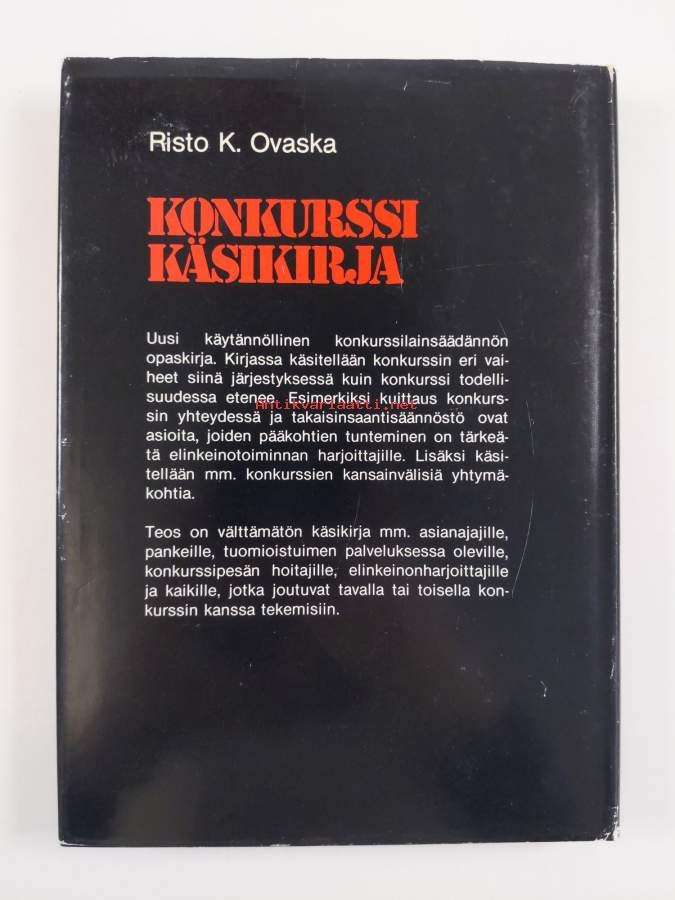 Risto K. Ovaska
KONKURSSI
KÄSIKIRJA
Uusi käytännöllinen konkurssilainsäädännön
opaskirja. Kirjassa käsitellään konkurssin eri vai-
heet siinä järjestyksessä kuin konkurssi todelli-
suudessa etenee. Esimerkiksi kuittaus konkurs-
Antikvariaatti.net
sin yhteydessä ja takaisinsaantisäännöstö ovat
asioita, joiden pääkohtien tunteminen on tärkeä-
tä elinkeinotoiminnan harjoittajille. Lisäksi käsi-
tellään mm. konkurssien kansainvälisiä yhtymä-
kohtia.
Teos on välttämätön käsikirja mm. asianajajille,
pankeille, tuomioistuimen palveluksessa oleville,
konkurssipesän hoitajille, elinkeinonharjoittajille
ja kaikille, jotka joutuvat tavalla tai toisella kon-
kurssin kanssa tekemisiin.